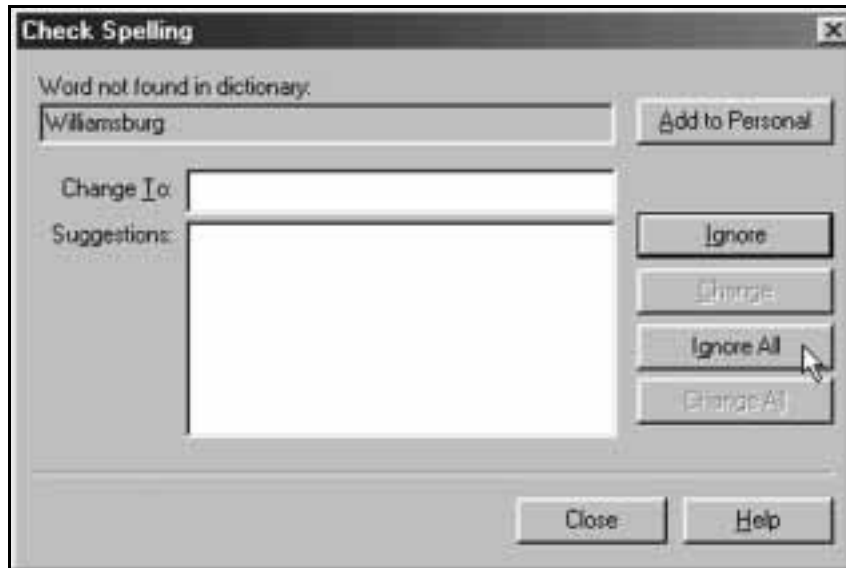 Check Spelling
Word not found in dictionary:
Williamsburg
Add to Personal
Change To:
Suggestions:
Ignore
Change
Ignore All
Change All
Close
Help